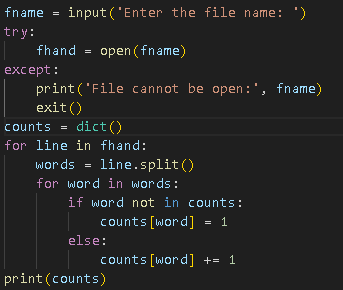 fname = input('Enter the file name: ')
try:
    fhand = open(fname)
except:
    print('File cannot be open:', fname)
    exit()
counts = dict()
for line in fhand:
    words = line.split()
    for word in words:
        if word not in counts:
            counts[word] = 1
        else:
            counts[word] += 1
print(counts)